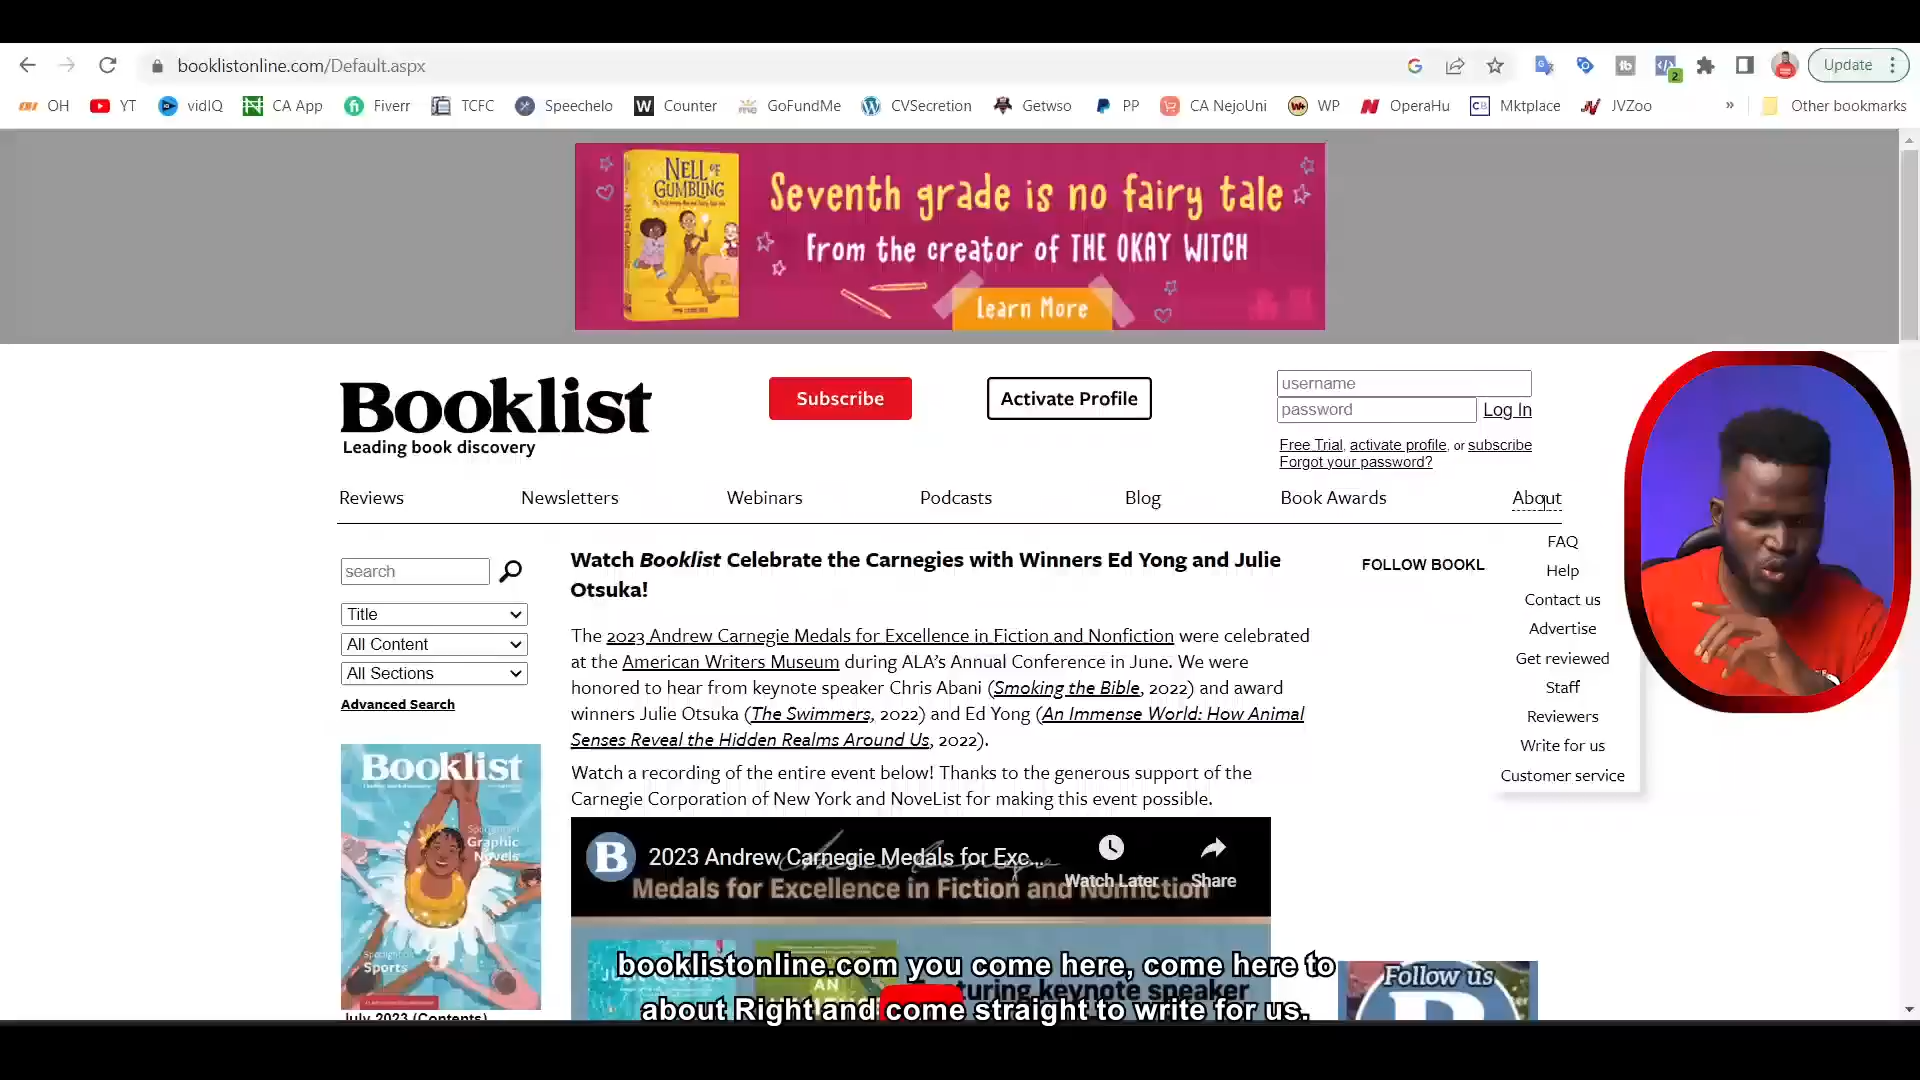 booklistonline.com/Default.aspx
Update
OH
YT
vidIQ
CA App
Fiverr
TCFC
Speechelo
Counter
GoFundMe
CVSecretion
Getwso
PP
CA NejoUni
WP
OperaHu
Mktplace
JVZoo
»
Other bookmarks
NELL OF
GUMBLING
Seventh grade is no fairy tale
From the creator of THE OKAY WITCH
Learn More
Booklist
Leading book discovery
Subscribe
Activate Profile
username
password
Log In
Free Trial, activate profile, or subscribe
Forgot your password?
Reviews
Newsletters
Webinars
Podcasts
Blog
Book Awards
About
FAQ
Help
Contact us
Advertise
Get reviewed
Staff
Reviewers
Write for us
Customer service
search
Title
All Content
All Sections
Advanced Search
Watch Booklist Celebrate the Carnegies with Winners Ed Yong and Julie
Otsuka!
FOLLOW BOOKL
The 2023 Andrew Carnegie Medals for Excellence in Fiction and Nonfiction were celebrated
at the American Writers Museum during ALA’s Annual Conference in June. We were
honored to hear from keynote speaker Chris Abani (Smoking the Bible, 2022) and award
winners Julie Otsuka (The Swimmers, 2022) and Ed Yong (An Immense World: How Animal
Senses Reveal the Hidden Realms Around Us, 2022).
Watch a recording of the entire event below! Thanks to the generous support of the
Carnegie Corporation of New York and NoveList for making this event possible.
Booklist
Spotlight on
Graphic
Novels
Spotlight on
Sports
July 2023 (Contents)
B
2023 Andrew Carnegie Medals for Exc...
Watch Later
Share
Medals for Excellence in Fiction and Nonfiction
AN
keynote speaker
Follow us
booklistonline.com you come here, come here to
about Right and come straight to write for us.